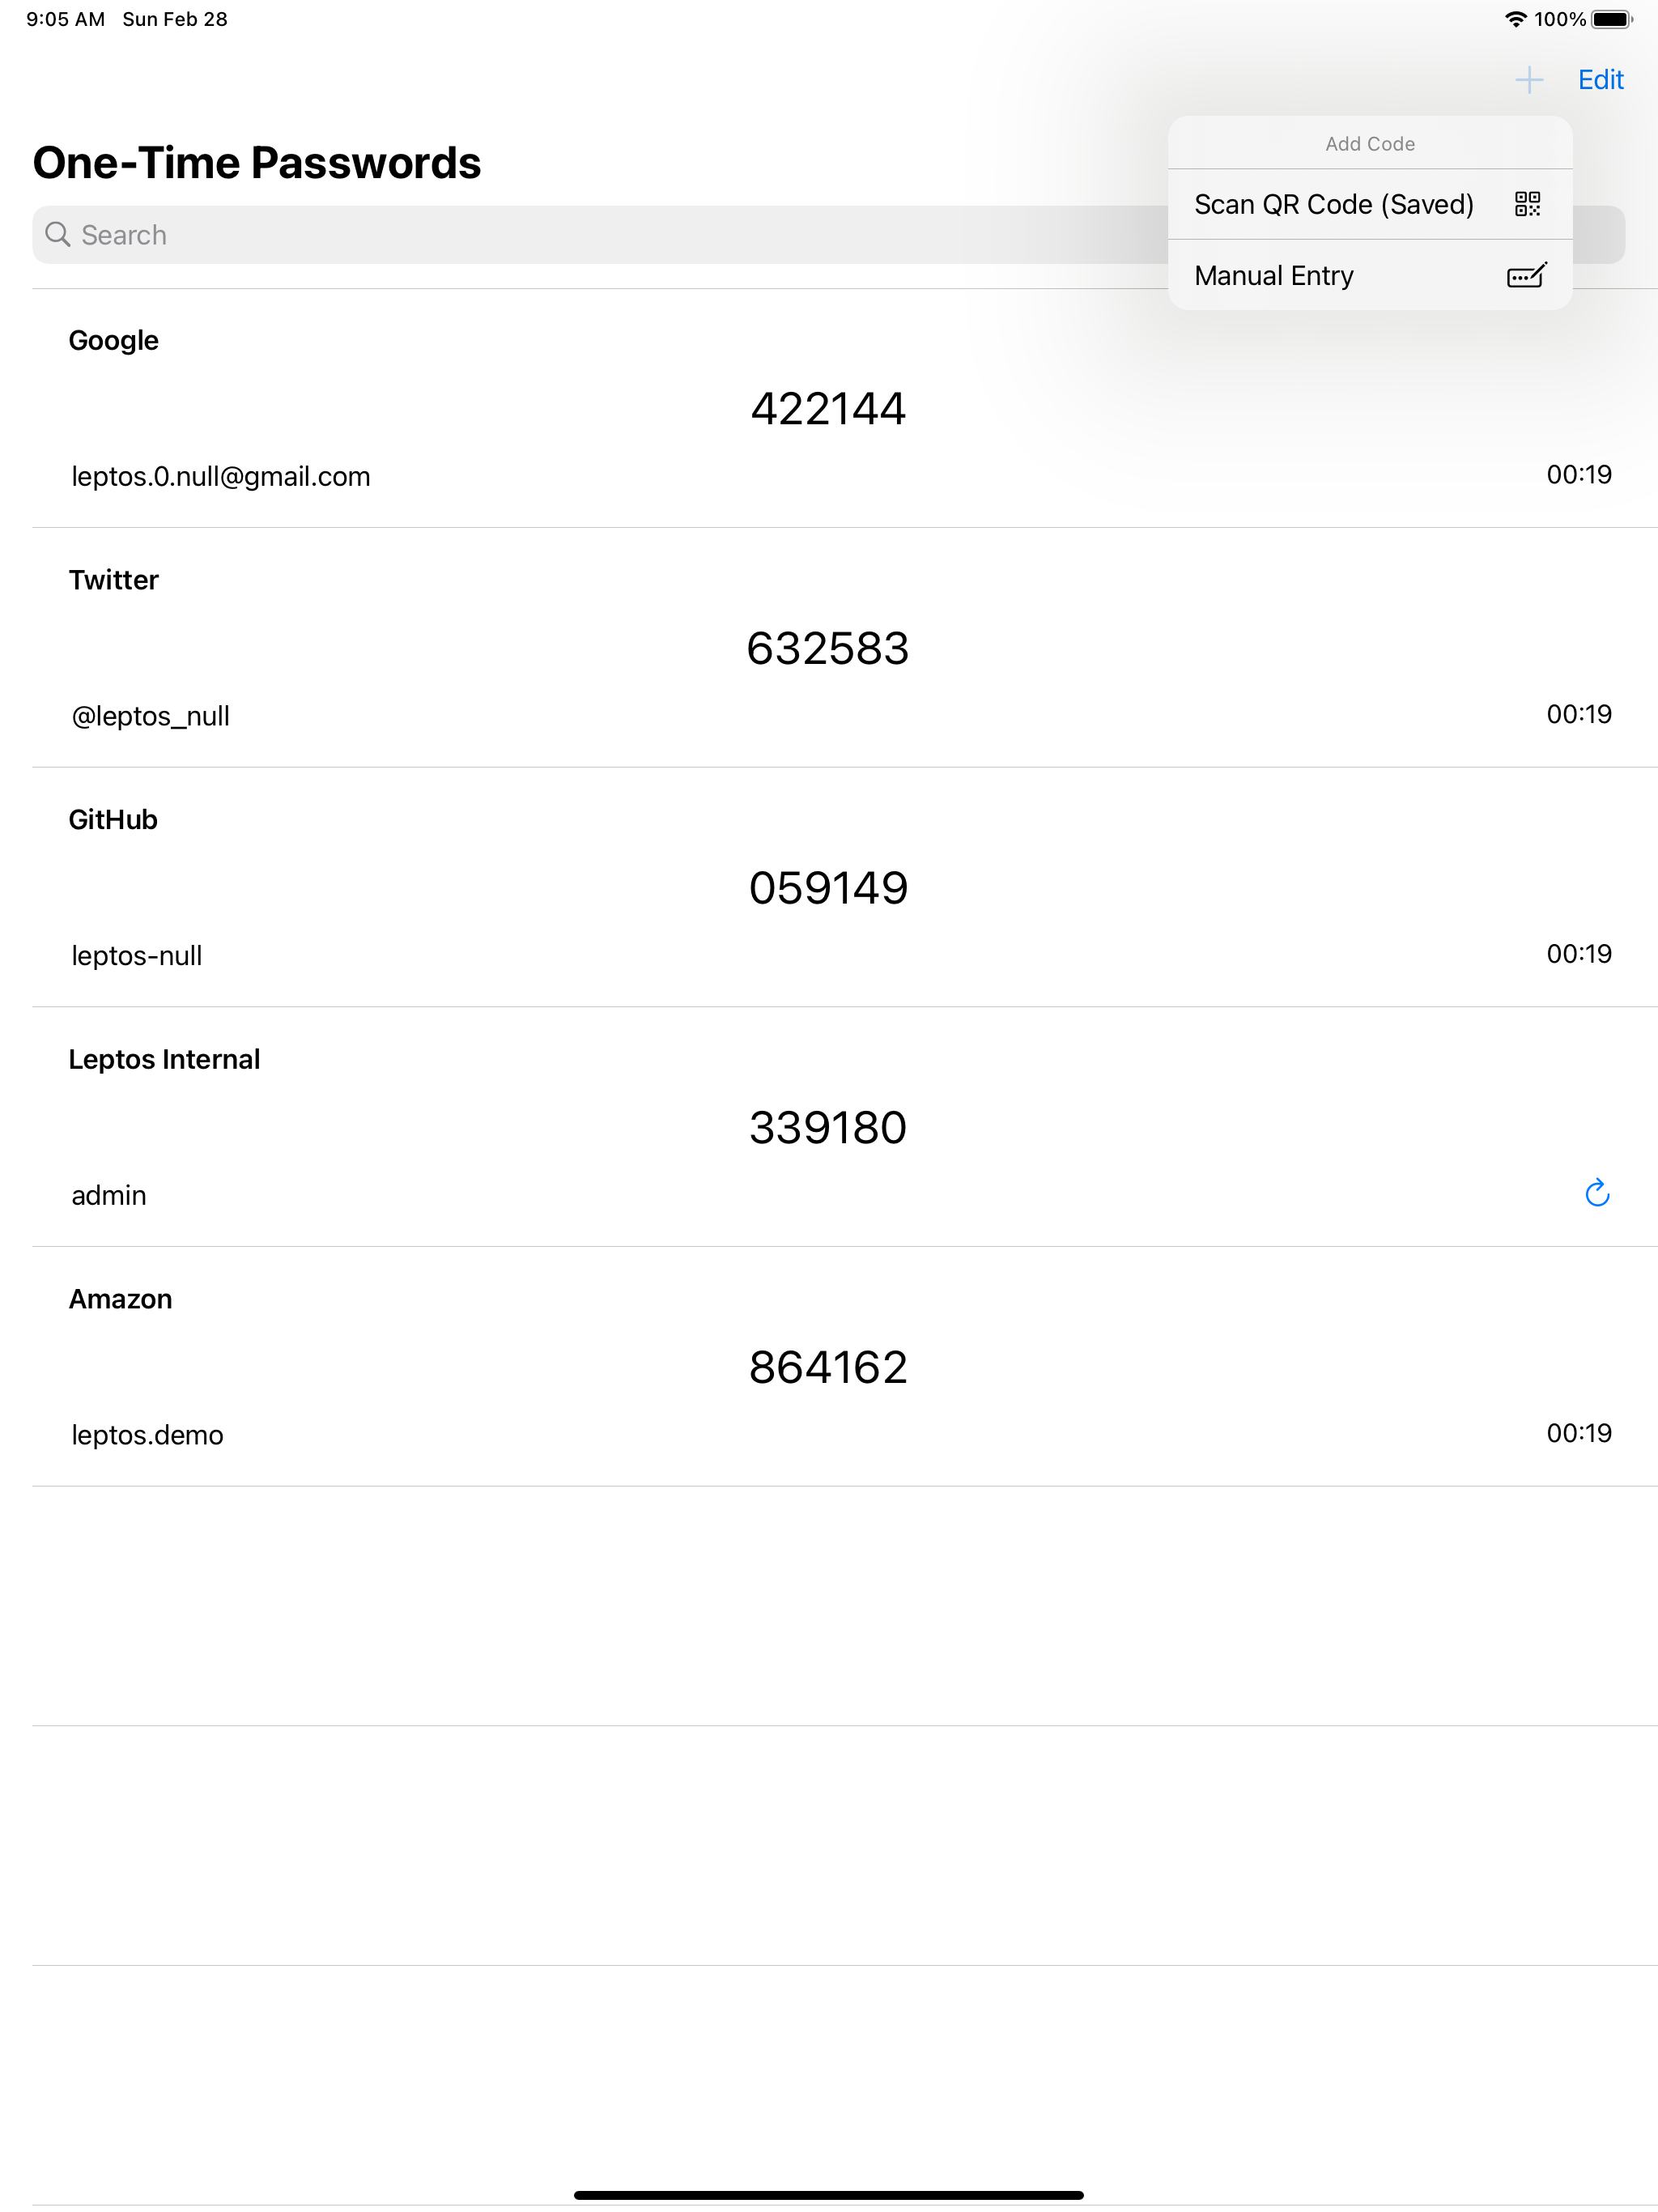 9:05 AM Sun Feb 28 100%
Edit
Add Code
Scan QR Code (Saved)
Manual Entry
One-Time Passwords
Search
Google
422144
leptos.0.null@gmail.com 00:19
Twitter
632583
@leptos_null 00:19
GitHub
059149
leptos-null 00:19
Leptos Internal
339180
admin
Amazon
864162
leptos.demo 00:19